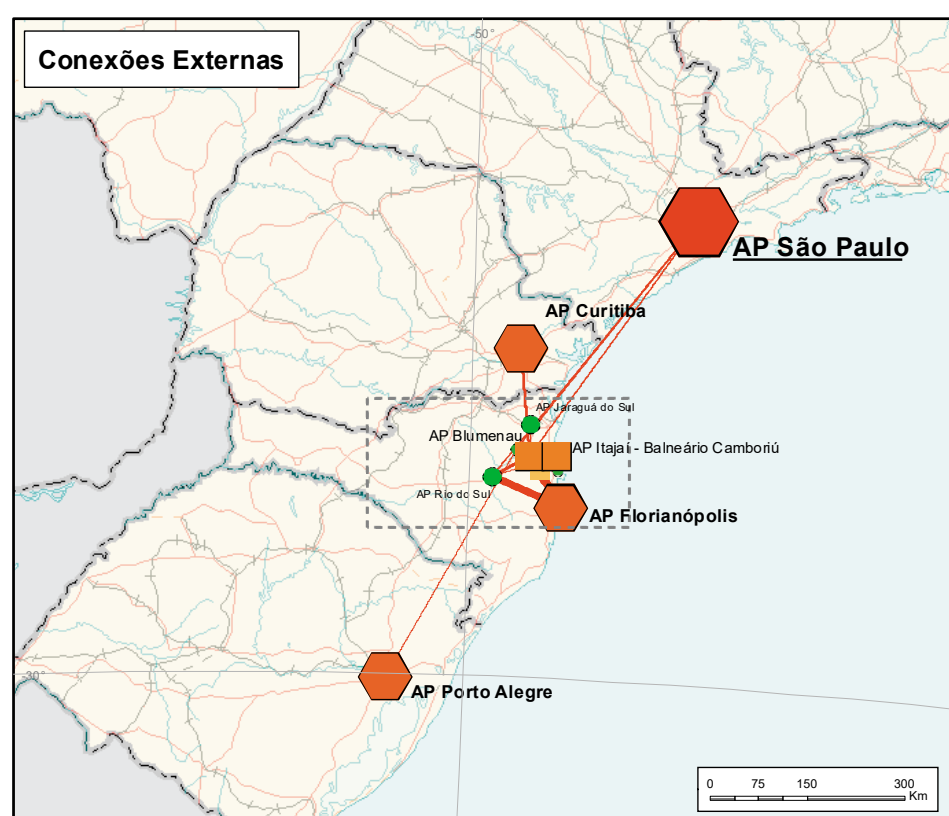 Conexões Externas
-50°
AP São Paulo
AP Curitiba
AP Jaraguá do Sul
AP Blumenau
AP Itajaí - Balneário Camboriú
AP Rio do Sul
AP Florianópolis
-30°
AP Porto Alegre
0 75 150 300
Km